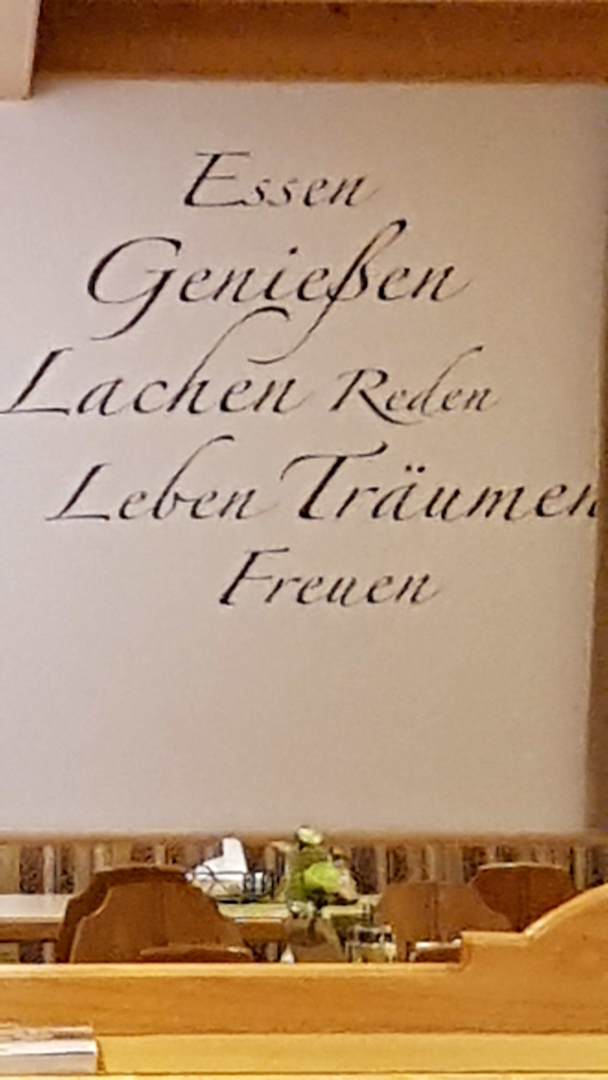 Essen
Genießen
Lachen Reden
Leben Träumen
Freuen